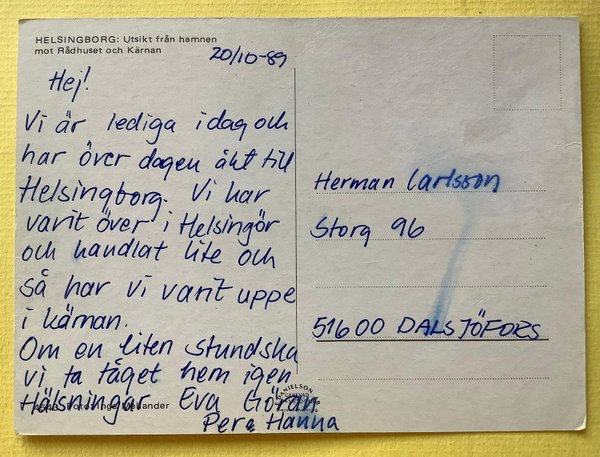 HELSINGBORG: Utsikt från hamnen
mot Rådhuset och Kärnan
20/10-89
Hej!
Vi är lediga idag och
har över dagen åkt till
Helsingborg. Vi har
varit över i Helsingör
och handlat lite och
så har vi varit uppe
i kärnan.
Om en liten stund ska
vi ta tåget hem igen
Hälsningar Eva Göran
Per & Hanna
Herman Carlsson
Storg 96
51600 DALSJÖFORS
Foto: Inga